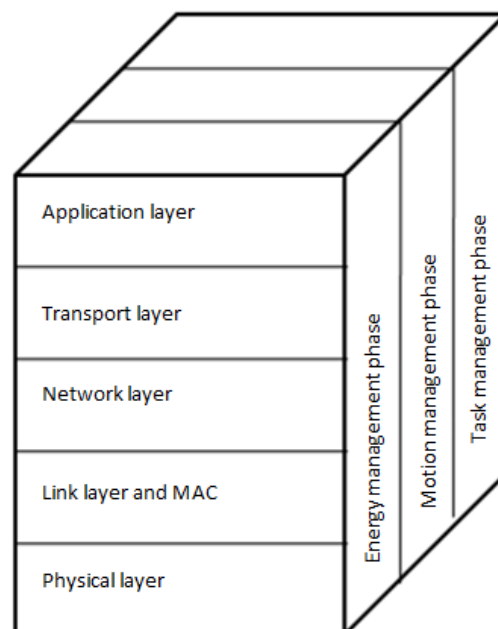 Application layer
Transport layer
Network layer
Link layer and MAC
Physical layer
Energy management phase
Motion management phase
Task management phase